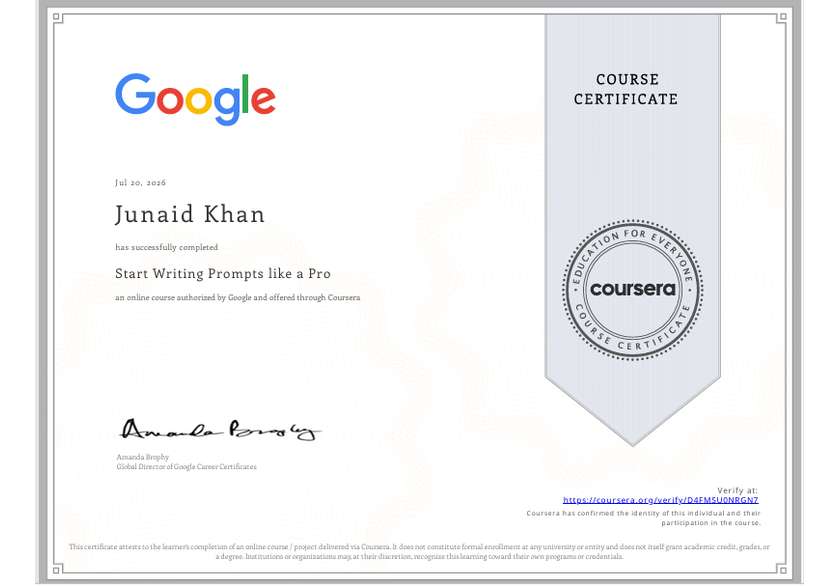 Google
COURSE
CERTIFICATE
Jul 20, 2026
Junaid Khan
has successfully completed
Start Writing Prompts like a Pro
an online course authorized by Google and offered through Coursera
EDUCATION FOR EVERYONE
coursera
COURSE CERTIFICATE
Amanda Brophy
Amanda Brophy
Global Director of Google Career Certificates
Verify at:
https://coursera.org/verify/D4FMSU0NRGN7
Coursera has confirmed the identity of this individual and their
participation in the course.
This certificate attests to the learner's completion of an online course / project delivered via Coursera. It does not constitute formal enrollment at any university or entity and does not itself grant academic credit, grades, or
a degree. Institutions or organizations may, at their discretion, recognize this learning toward their own programs or credentials.